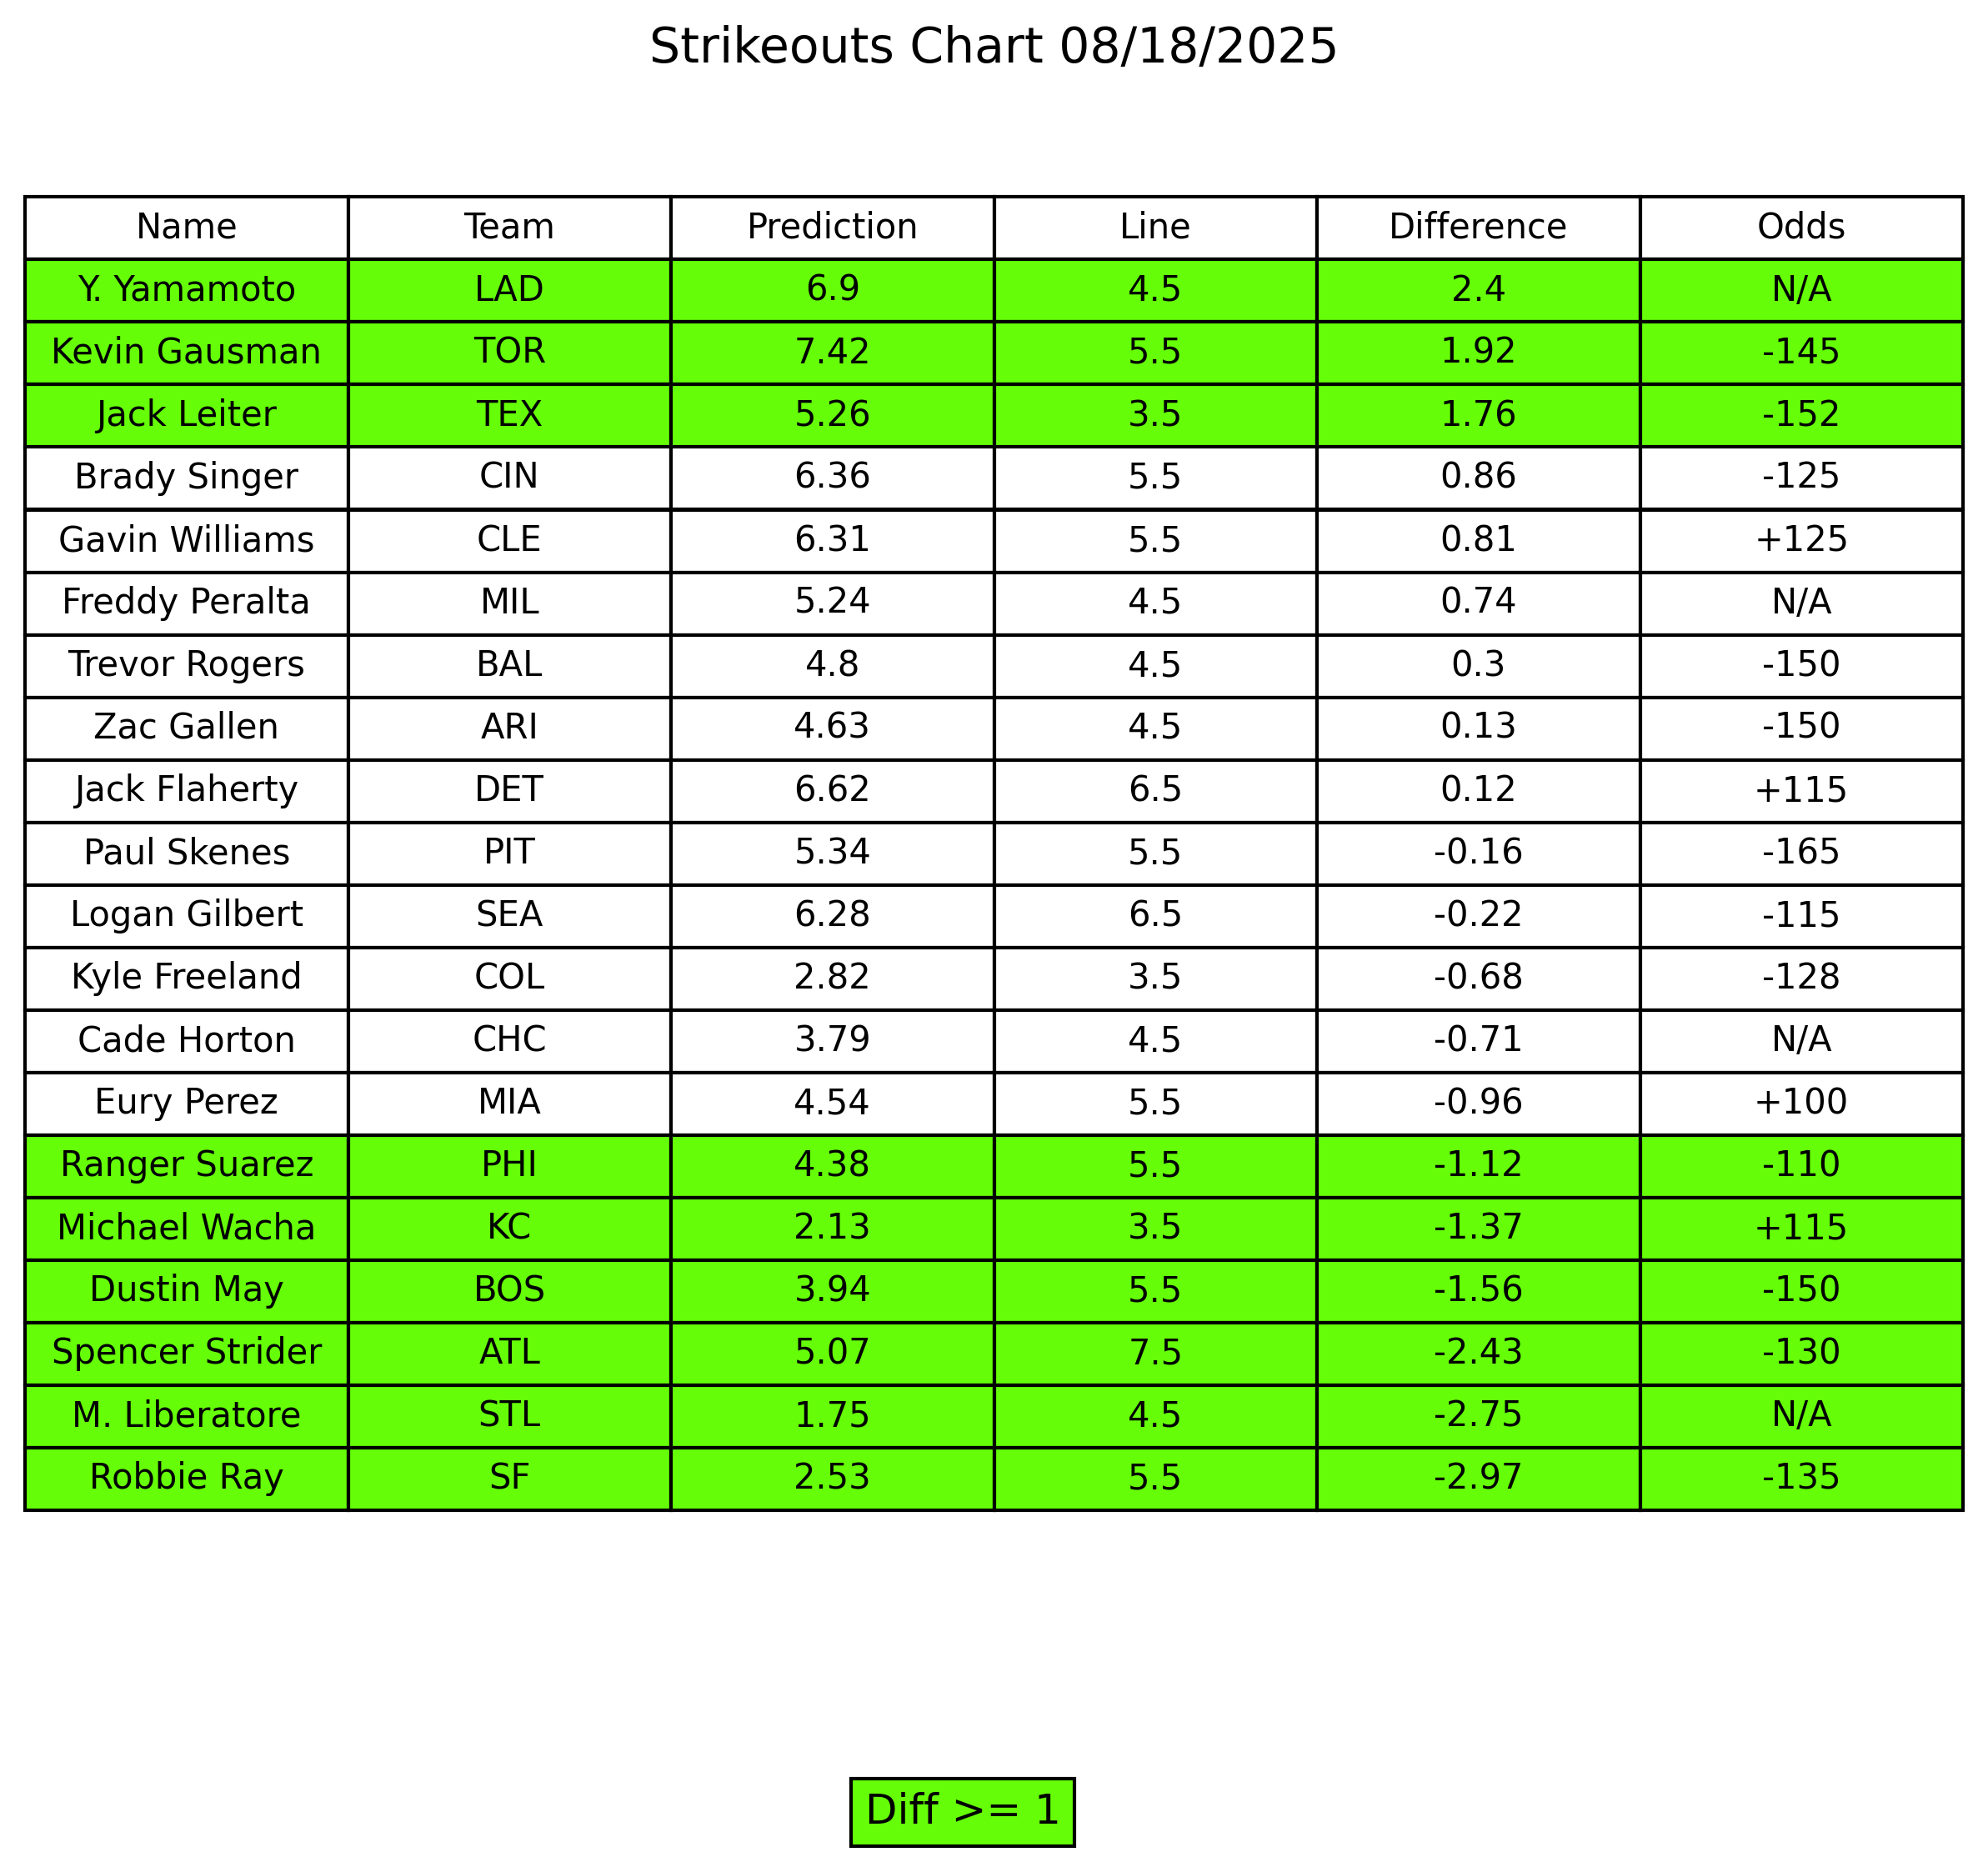 Strikeouts Chart 08/18/2025
Name Team Prediction Line Difference Odds
Y. Yamamoto LAD 6.9 4.5 2.4 N/A
Kevin Gausman TOR 7.42 5.5 1.92 -145
Jack Leiter TEX 5.26 3.5 1.76 -152
Brady Singer CIN 6.36 5.5 0.86 -125
Gavin Williams CLE 6.31 5.5 0.81 +125
Freddy Peralta MIL 5.24 4.5 0.74 N/A
Trevor Rogers BAL 4.8 4.5 0.3 -150
Zac Gallen ARI 4.63 4.5 0.13 -150
Jack Flaherty DET 6.62 6.5 0.12 +115
Paul Skenes PIT 5.34 5.5 -0.16 -165
Logan Gilbert SEA 6.28 6.5 -0.22 -115
Kyle Freeland COL 2.82 3.5 -0.68 -128
Cade Horton CHC 3.79 4.5 -0.71 N/A
Eury Perez MIA 4.54 5.5 -0.96 +100
Ranger Suarez PHI 4.38 5.5 -1.12 -110
Michael Wacha KC 2.13 3.5 -1.37 +115
Dustin May BOS 3.94 5.5 -1.56 -150
Spencer Strider ATL 5.07 7.5 -2.43 -130
M. Liberatore STL 1.75 4.5 -2.75 N/A
Robbie Ray SF 2.53 5.5 -2.97 -135
Diff >= 1